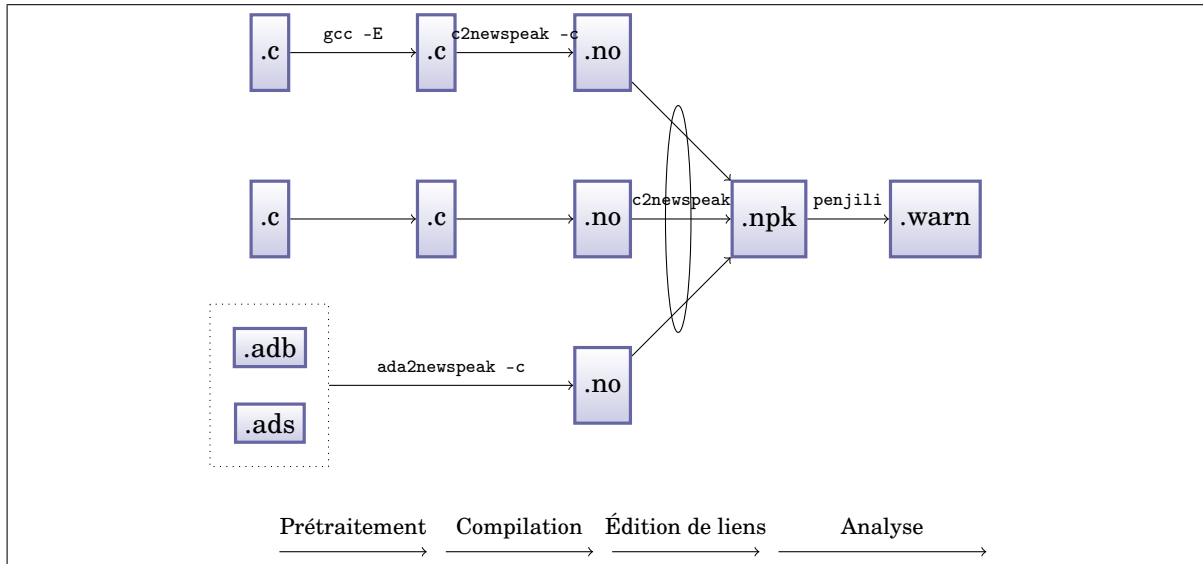 gcc -E
c2newspeak -c
.c
.c
.no
c2newspeak
penjili
.c
.c
.no
.npk
.warn
.adb
ada2newspeak -c
.no
.ads
Prétraitement
Compilation
Édition de liens
Analyse